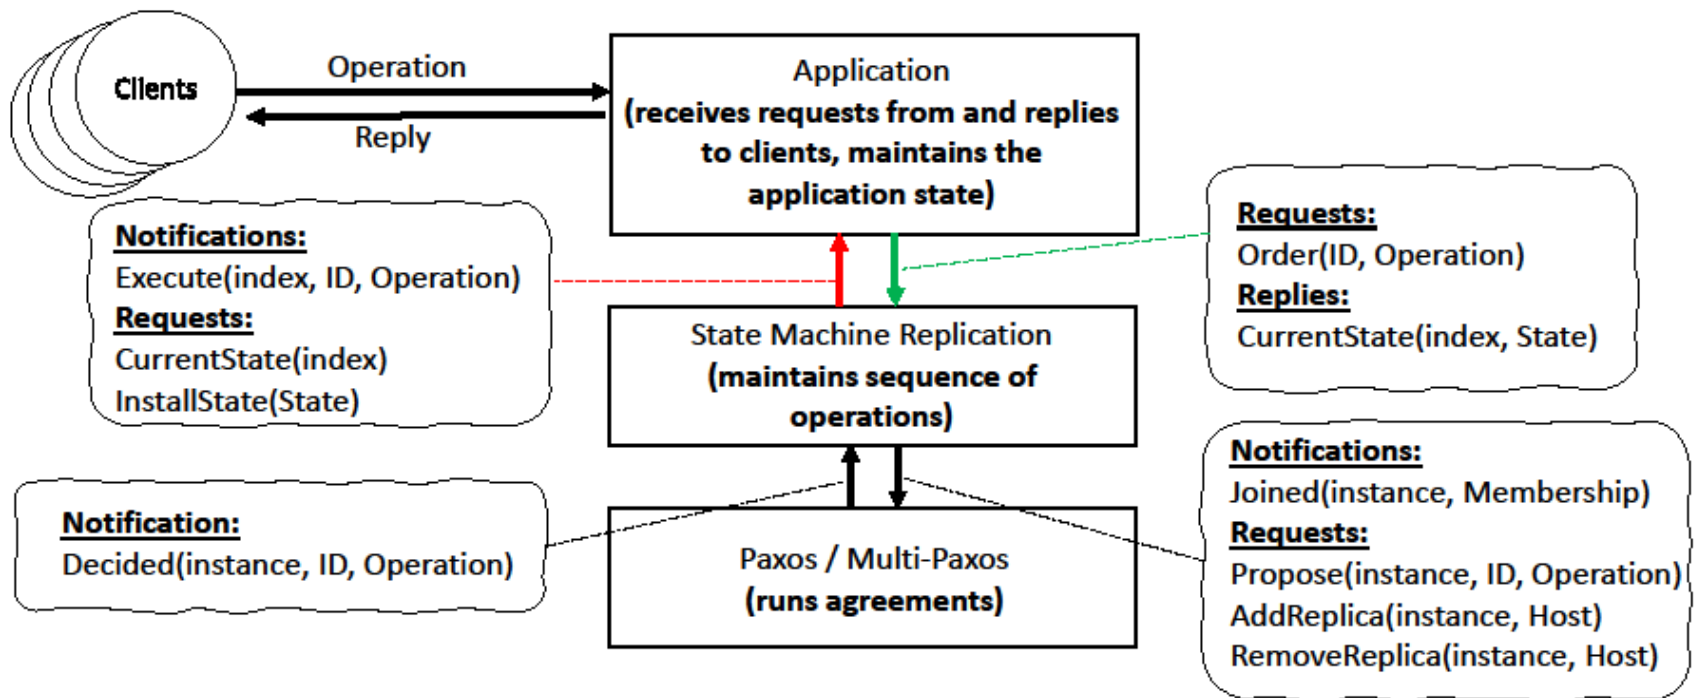 Clients
Operation
Reply
Application
(receives requests from and replies
to clients, maintains the
application state)
Notifications:
Execute(index, ID, Operation)
Requests:
CurrentState(index)
InstallState(State)
Requests:
Order(ID, Operation)
Replies:
CurrentState(index, State)
State Machine Replication
(maintains sequence of
operations)
Notification:
Decided(instance, ID, Operation)
Notifications:
Joined(instance, Membership)
Requests:
Propose(instance, ID, Operation)
AddReplica(instance, Host)
RemoveReplica(instance, Host)
Paxos / Multi-Paxos
(runs agreements)